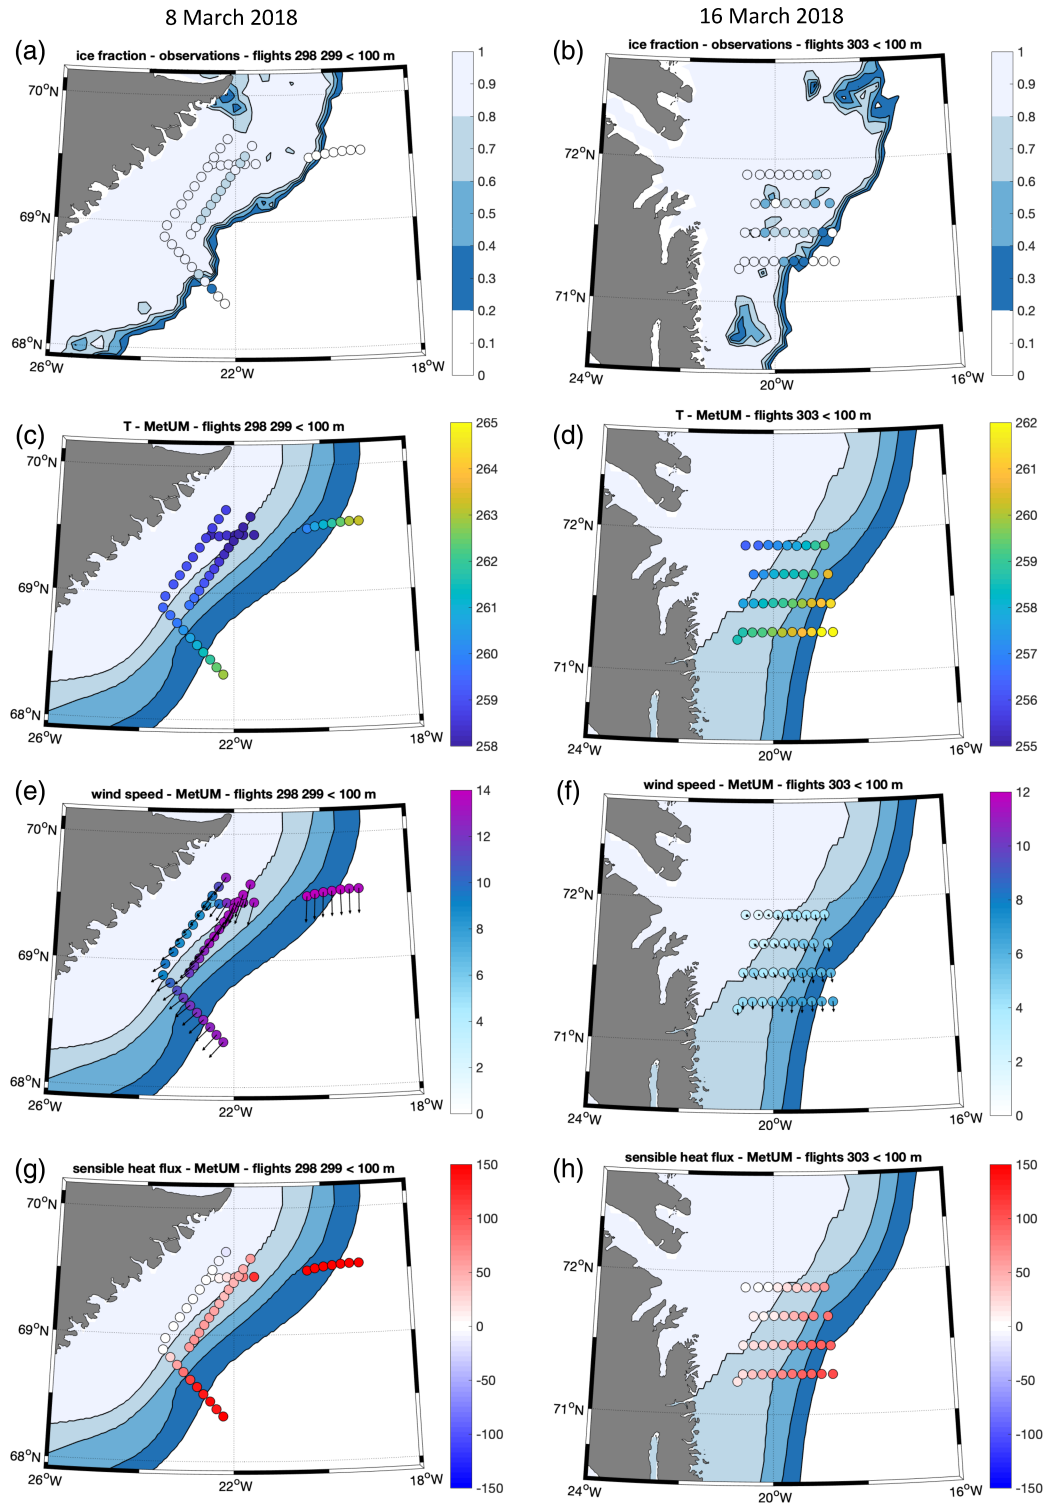 8 March 2018
16 March 2018
(a)
ice fraction - observations - flights 298 299 < 100 m
70°N
69°N
68°N
26°W
22°W
18°W
1
0.9
0.8
0.7
0.6
0.5
0.4
0.3
0.2
0.1
0
(b)
ice fraction - observations - flights 303 < 100 m
72°N
71°N
24°W
20°W
16°W
1
0.9
0.8
0.7
0.6
0.5
0.4
0.3
0.2
0.1
0
(c)
T - MetUM - flights 298 299 < 100 m
70°N
69°N
68°N
26°W
22°W
18°W
265
264
263
262
261
260
259
258
(d)
T - MetUM - flights 303 < 100 m
72°N
71°N
24°W
20°W
16°W
262
261
260
259
258
257
256
255
(e)
wind speed - MetUM - flights 298 299 < 100 m
70°N
69°N
68°N
26°W
22°W
18°W
14
12
10
8
6
4
2
0
(f)
wind speed - MetUM - flights 303 < 100 m
72°N
71°N
24°W
20°W
16°W
12
10
8
6
4
2
0
(g)
sensible heat flux - MetUM - flights 298 299 < 100 m
70°N
69°N
68°N
26°W
22°W
18°W
150
100
50
0
-50
-100
-150
(h)
sensible heat flux - MetUM - flights 303 < 100 m
72°N
71°N
24°W
20°W
16°W
150
100
50
0
-50
-100
-150